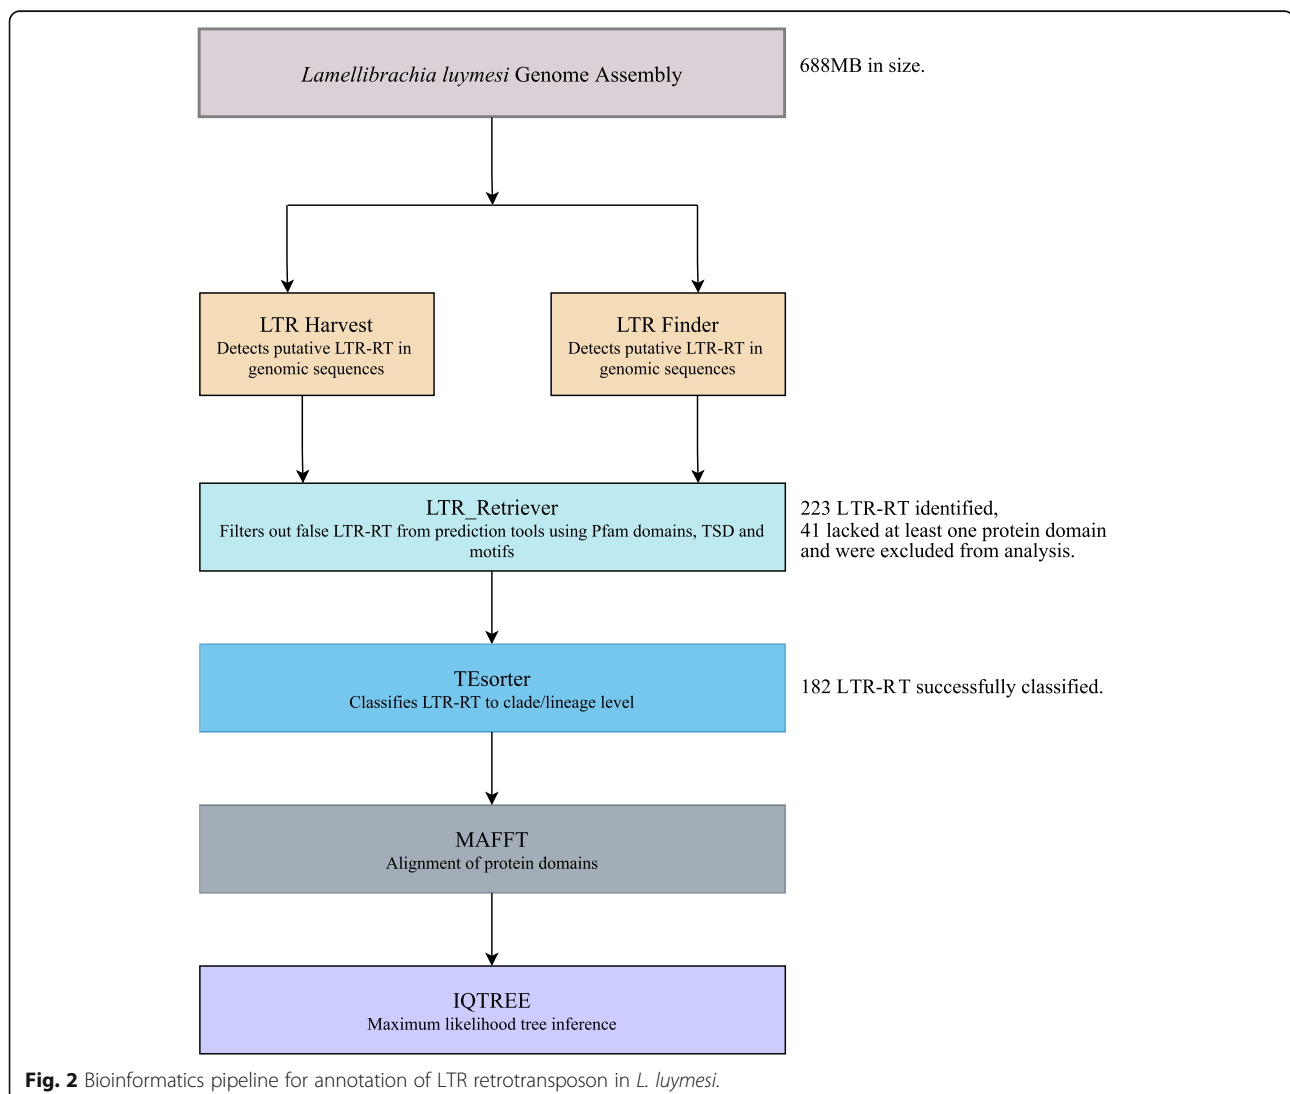 Lamellibrachia luymesi Genome Assembly
688MB in size.
LTR Harvest
Detects putative LTR-RT in
genomic sequences
LTR Finder
Detects putative LTR-RT in
genomic sequences
LTR_Retriever
Filters out false LTR-RT from prediction tools using Pfam domains, TSD and
motifs
223 LTR-RT identified,
41 lacked at least one protein domain
and were excluded from analysis.
TEsorter
Classifies LTR-RT to clade/lineage level
182 LTR-RT successfully classified.
MAFFT
Alignment of protein domains
IQTREE
Maximum likelihood tree inference
Fig. 2 Bioinformatics pipeline for annotation of LTR retrotransposon in L. luymesi.